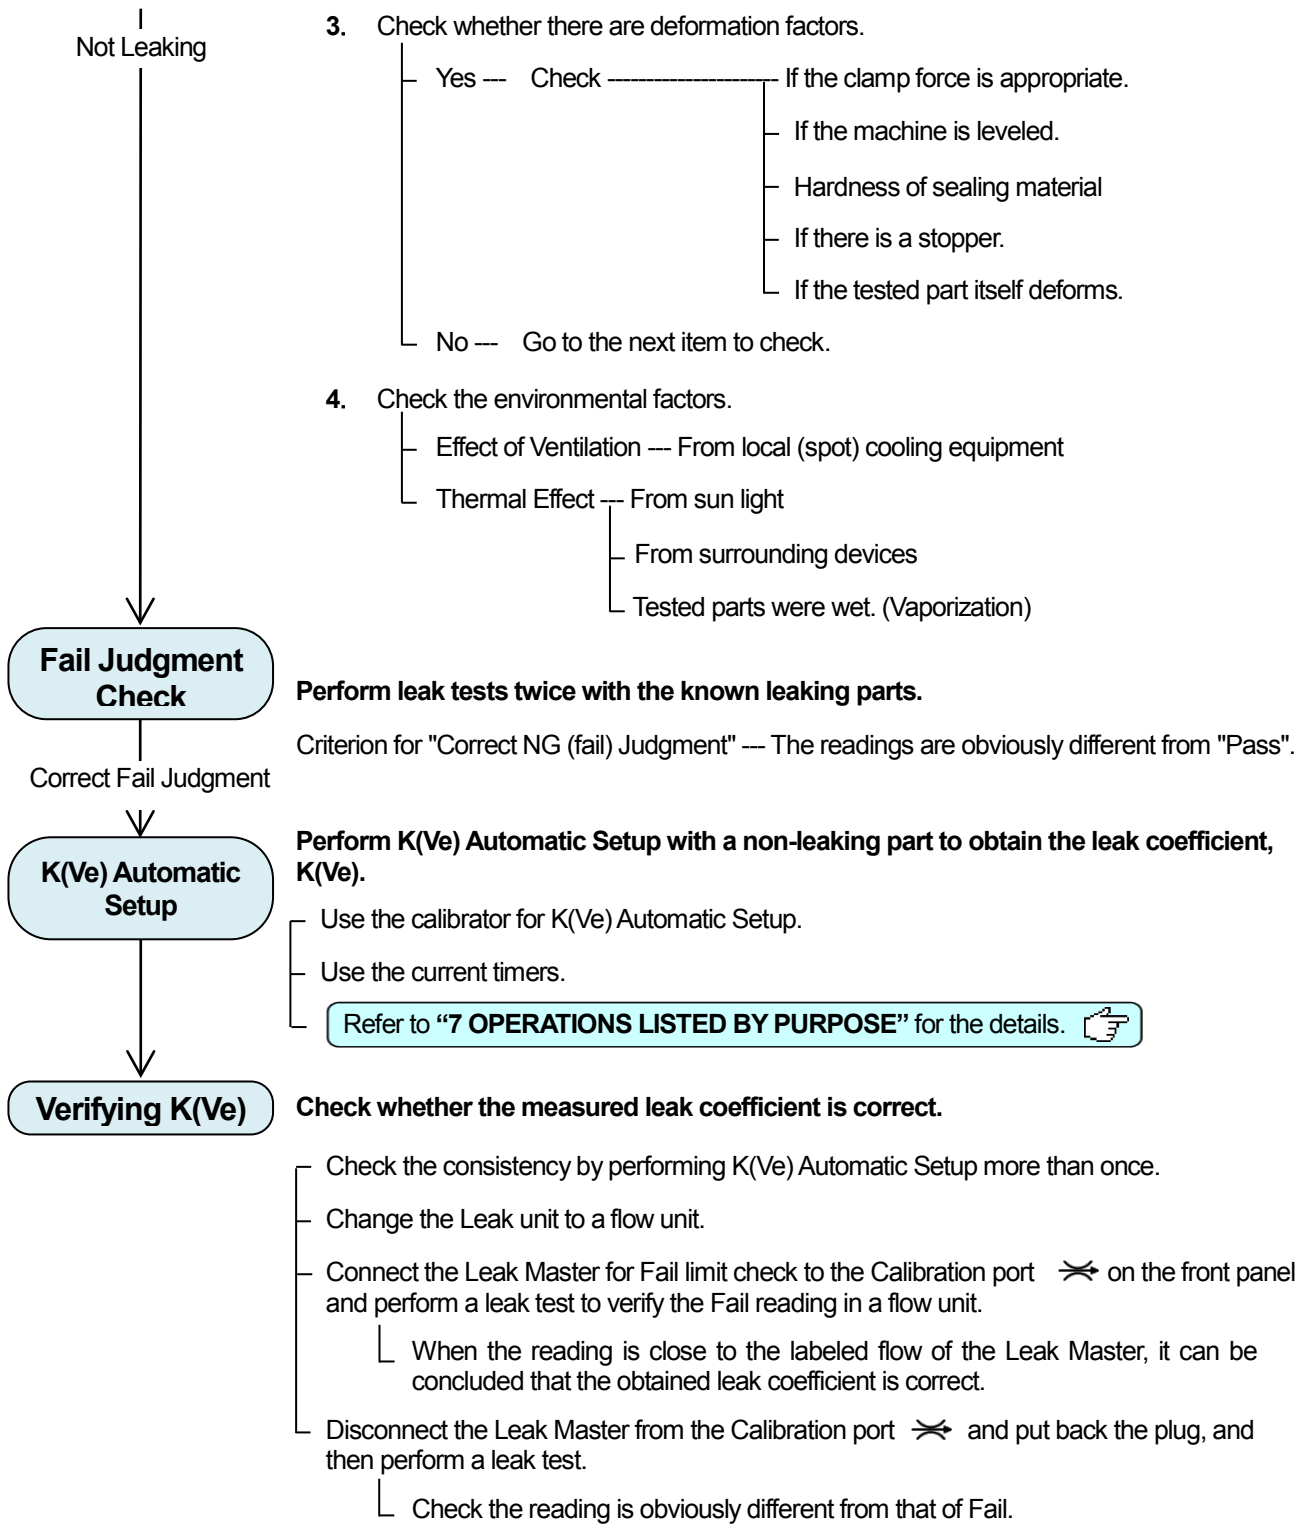 Not Leaking
3. Check whether there are deformation factors.
Yes --- Check ---------------------- If the clamp force is appropriate.
If the machine is leveled.
Hardness of sealing material
If there is a stopper.
If the tested part itself deforms.
No --- Go to the next item to check.
4. Check the environmental factors.
Effect of Ventilation --- From local (spot) cooling equipment
Thermal Effect --- From sun light
From surrounding devices
Tested parts were wet. (Vaporization)
Fail Judgment
Check
Perform leak tests twice with the known leaking parts.
Criterion for "Correct NG (fail) Judgment" --- The readings are obviously different from "Pass".
Correct Fail Judgment
K(Ve) Automatic
Setup
Perform K(Ve) Automatic Setup with a non-leaking part to obtain the leak coefficient,
K(Ve).
Use the calibrator for K(Ve) Automatic Setup.
Use the current timers.
Refer to “7 OPERATIONS LISTED BY PURPOSE” for the details.
Verifying K(Ve)
Check whether the measured leak coefficient is correct.
Check the consistency by performing K(Ve) Automatic Setup more than once.
Change the Leak unit to a flow unit.
Connect the Leak Master for Fail limit check to the Calibration port on the front panel
and perform a leak test to verify the Fail reading in a flow unit.
When the reading is close to the labeled flow of the Leak Master, it can be
concluded that the obtained leak coefficient is correct.
Disconnect the Leak Master from the Calibration port and put back the plug, and
then perform a leak test.
Check the reading is obviously different from that of Fail.